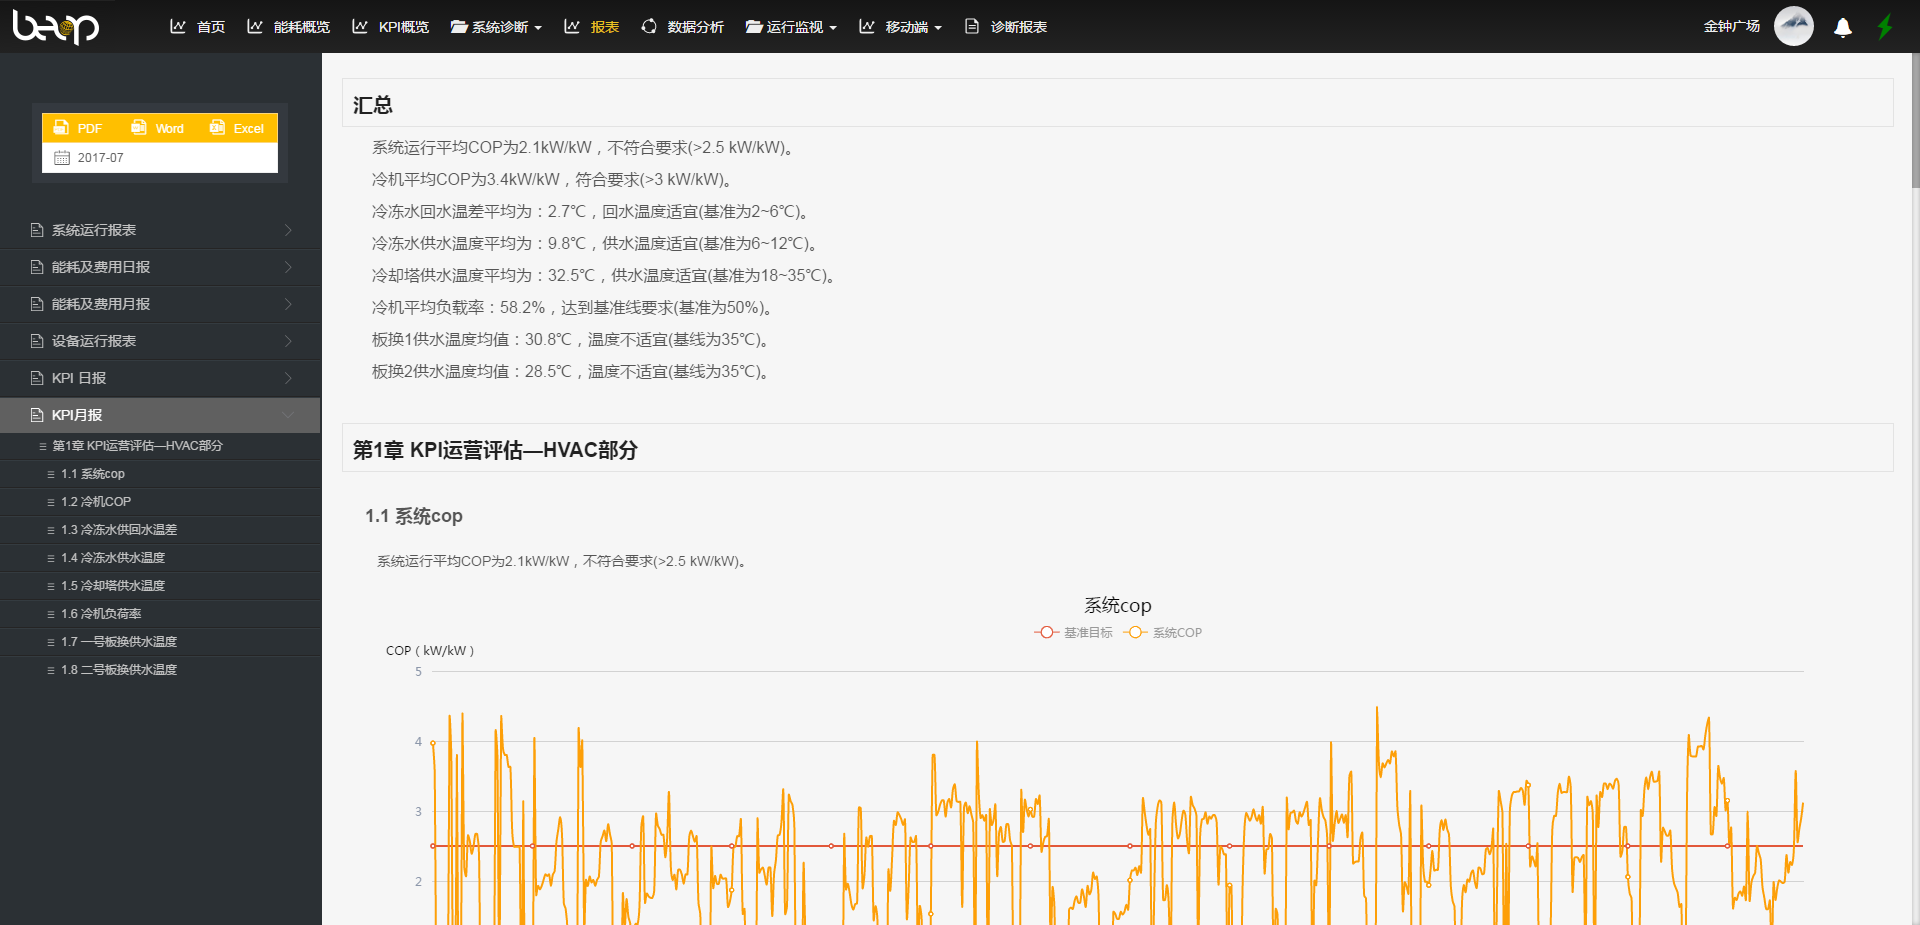 beop
首页
能耗概览
KPI概览
系统诊断
报表
数据分析
运行监视
移动端
诊断报表
金钟广场
PDF
Word
Excel
2017-07
系统运行报表
能耗及费用日报
能耗及费用月报
设备运行报表
KPI 日报
KPI月报
第1章 KPI运营评估—HVAC部分
1.1 系统cop
1.2 冷机COP
1.3 冷冻水供回水温差
1.4 冷冻水供水温度
1.5 冷却塔供水温度
1.6 冷机负荷率
1.7 一号板换供水温度
1.8 二号板换供水温度
汇总
系统运行平均COP为2.1kW/kW，不符合要求(>2.5 kW/kW)。
冷机平均COP为3.4kW/kW，符合要求(>3 kW/kW)。
冷冻水回水温差平均为：2.7℃，回水温度适宜(基准为2~6℃)。
冷冻水供水温度平均为：9.8℃，供水温度适宜(基准为6~12℃)。
冷却塔供水温度平均为：32.5℃，供水温度适宜(基准为18~35℃)。
冷机平均负载率：58.2%，达到基准线要求(基准为50%)。
板换1供水温度均值：30.8℃，温度不适宜(基线为35℃)。
板换2供水温度均值：28.5℃，温度不适宜(基线为35℃)。
第1章 KPI运营评估—HVAC部分
1.1 系统cop
系统运行平均COP为2.1kW/kW，不符合要求(>2.5 kW/kW)。
系统cop
基准目标
系统COP
COP（kW/kW）
5
4
3
2